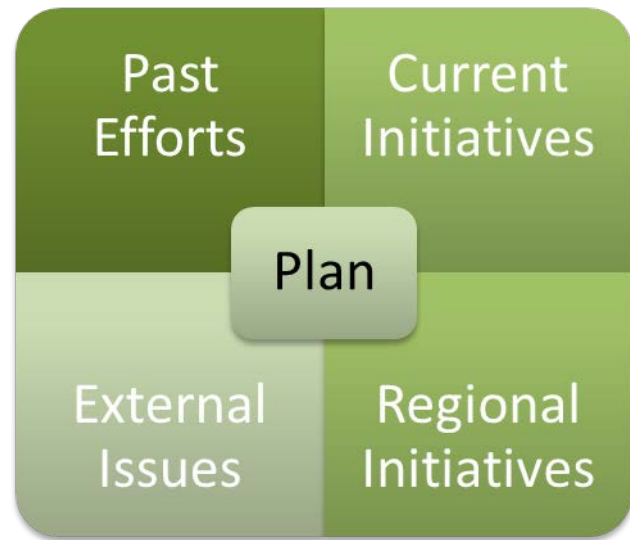 Past
Efforts
Current
Initiatives
Plan
External
Issues
Regional
Initiatives